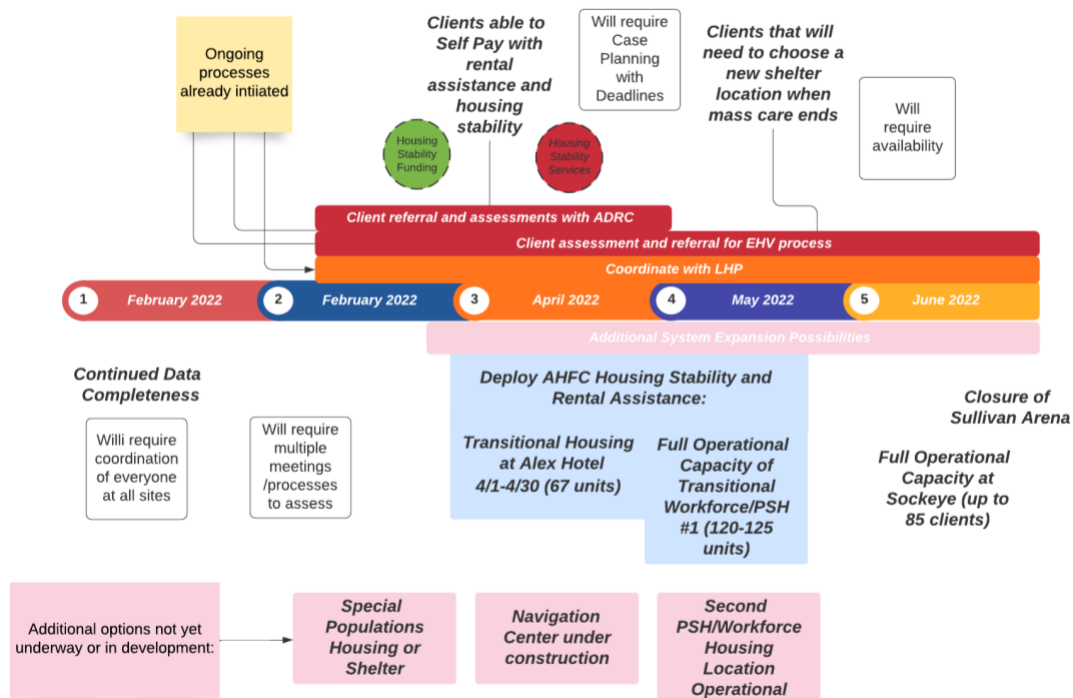 Ongoing
processes
already intiiated
Clients able to
Self Pay with
rental
assistance and
housing
stability
Will require
Case
Planning
with
Deadlines
Clients that will
need to choose a
new shelter
location when
mass care ends
Will
require
availability
Housing
Stability
Funding
Housing
Stability
Services
Client referral and assessments with ADRC
Client assessment and referral for EHV process
Coordinate with LHP
1
February 2022
2
February 2022
3
April 2022
4
May 2022
5
June 2022
Additional System Expansion Possibilities
Continued Data
Completeness
Willi require
coordination
of everyone
at all sites
Will require
multiple
meetings
/processes
to assess
Deploy AHFC Housing Stability and
Rental Assistance:
Transitional Housing
at Alex Hotel
4/1-4/30 (67 units)
Full Operational
Capacity of
Transitional
Workforce/PSH
#1 (120-125
units)
Closure of
Sullivan Arena
Full Operational
Capacity at
Sockeye (up to
85 clients)
Additional options not yet
underway or in development:
Special
Populations
Housing or
Shelter
Navigation
Center under
construction
Second
PSH/Workforce
Housing
Location
Operational